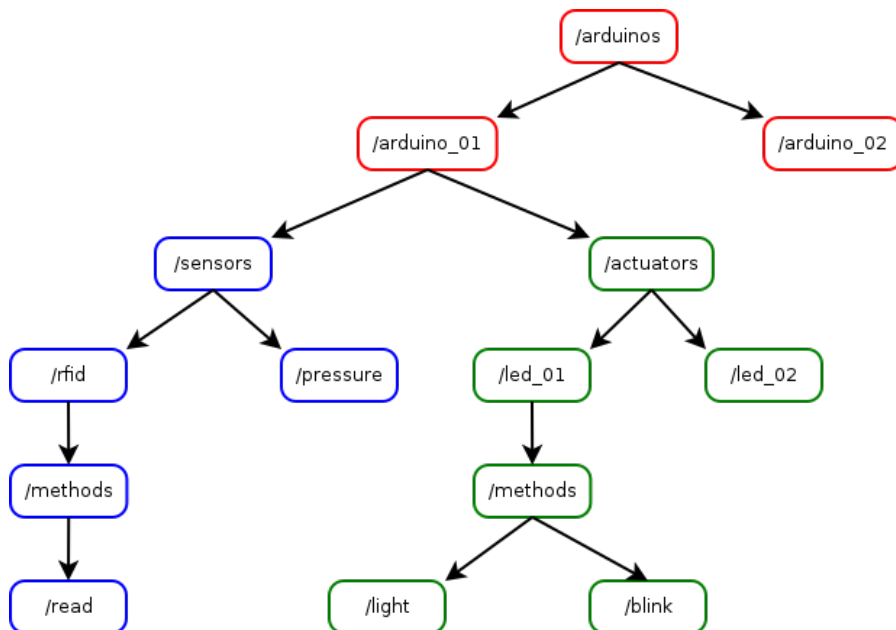 /arduinos
/arduino_01
/arduino_02
/sensors
/actuators
/rfid
/pressure
/led_01
/led_02
/methods
/methods
/read
/light
/blink